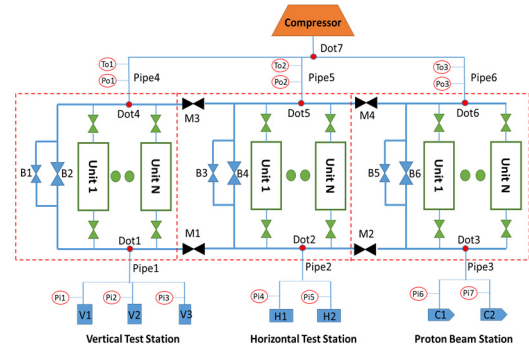 Compressor
Dot7
To1
Po1
Pipe4
To2
Po2
Pipe5
To3
Po3
Pipe6
Dot4
M3
Dot5
M4
Dot6
B1
B2
Unit 1
Unit N
B3
B4
Unit 1
Unit N
B5
B6
Unit 1
Unit N
Dot1
M1
Dot2
M2
Dot3
Pipe1
Pipe2
Pipe3
Pi1
Pi2
Pi3
Pi4
Pi5
Pi6
Pi7
V1
V2
V3
H1
H2
C1
C2
Vertical Test Station
Horizontal Test Station
Proton Beam Station